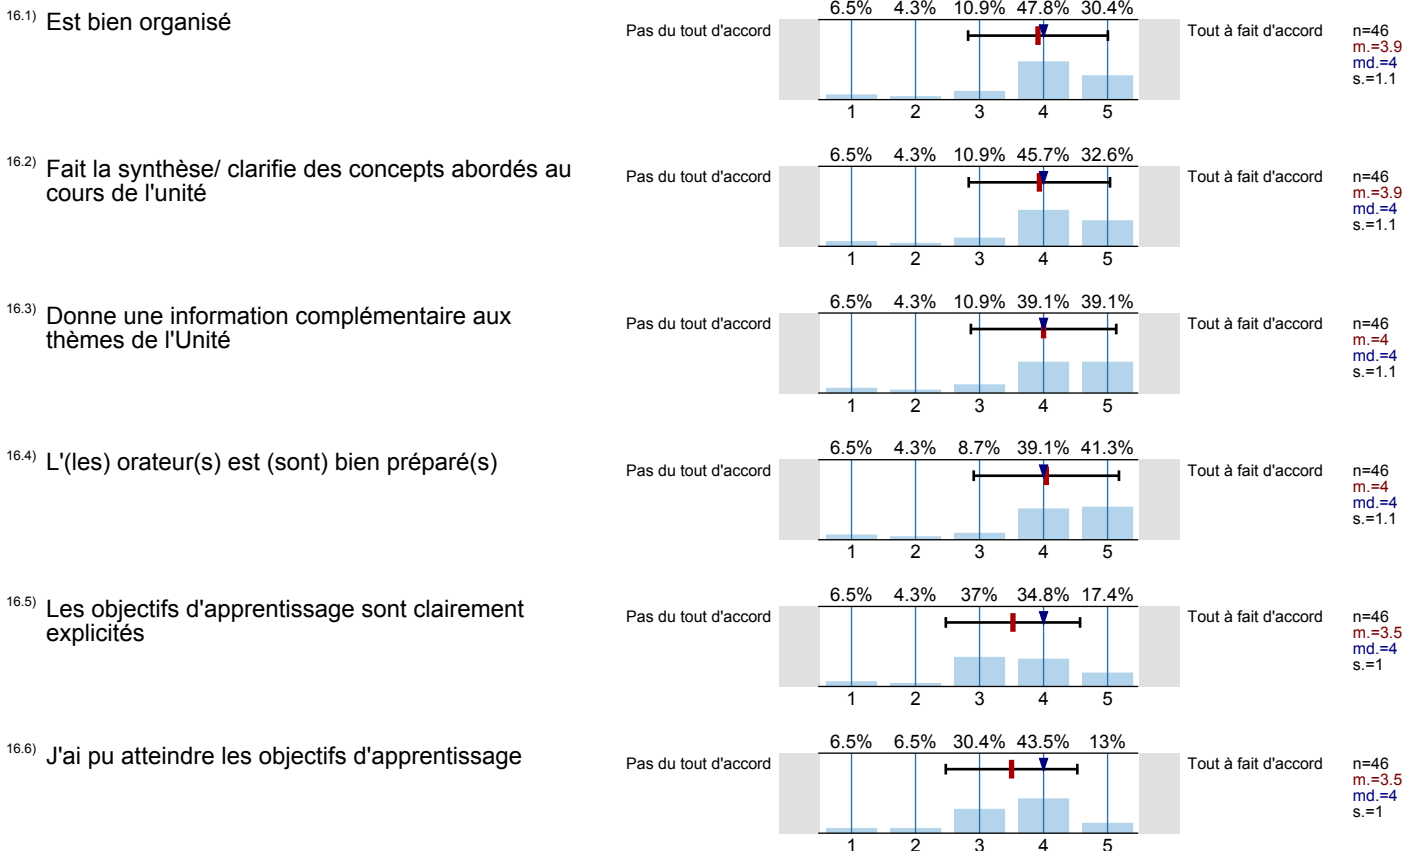 6.5% 4.3% 10.9% 47.8% 30.4%
16.1) Est bien organisé
Pas du tout d'accord
Tout à fait d'accord
n=46
m.=3.9
md.=4
s.=1.1
1 2 3 4 5
6.5% 4.3% 10.9% 45.7% 32.6%
16.2) Fait la synthèse/ clarifie des concepts abordés au
cours de l'unité
Pas du tout d'accord
Tout à fait d'accord
n=46
m.=3.9
md.=4
s.=1.1
1 2 3 4 5
6.5% 4.3% 10.9% 39.1% 39.1%
16.3) Donne une information complémentaire aux
thèmes de l'Unité
Pas du tout d'accord
Tout à fait d'accord
n=46
m.=4
md.=4
s.=1.1
1 2 3 4 5
6.5% 4.3% 8.7% 39.1% 41.3%
16.4) L'(les) orateur(s) est (sont) bien préparé(s)
Pas du tout d'accord
Tout à fait d'accord
n=46
m.=4
md.=4
s.=1.1
1 2 3 4 5
6.5% 4.3% 37% 34.8% 17.4%
16.5) Les objectifs d'apprentissage sont clairement
explicités
Pas du tout d'accord
Tout à fait d'accord
n=46
m.=3.5
md.=4
s.=1
1 2 3 4 5
6.5% 6.5% 30.4% 43.5% 13%
16.6) J'ai pu atteindre les objectifs d'apprentissage
Pas du tout d'accord
Tout à fait d'accord
n=46
m.=3.5
md.=4
s.=1
1 2 3 4 5